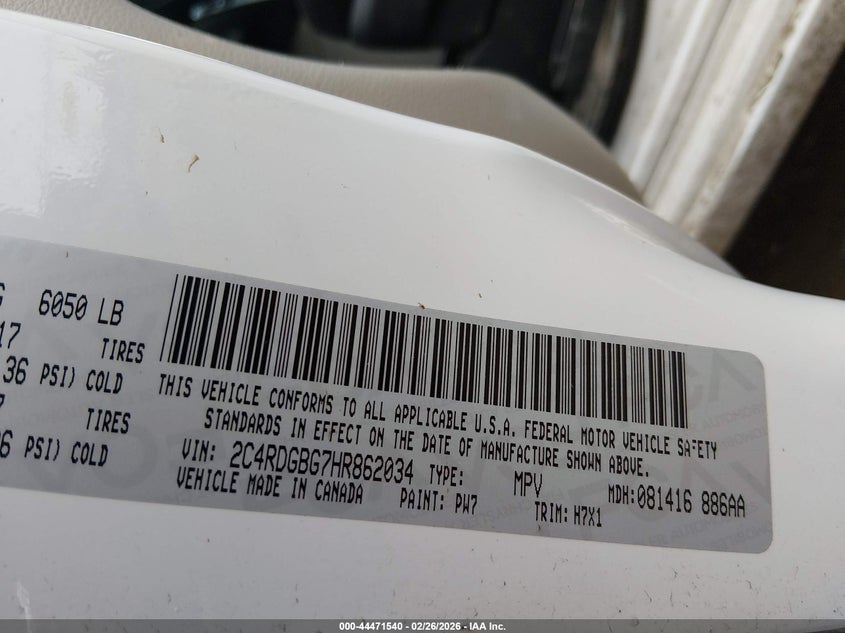 G 6050 LB
17 TIRES
36 PSI) COLD
7 TIRES
36 PSI) COLD
THIS VEHICLE CONFORMS TO ALL APPLICABLE U.S.A. FEDERAL MOTOR VEHICLE SAFETY
STANDARDS IN EFFECT ON THE DATE OF MANUFACTURE SHOWN ABOVE.
VIN: 2C4RDGBG7HR862034 TYPE: MPV MDH:081416 886AA
VEHICLE MADE IN CANADA PAINT: PW7 TRIM: H7X1
000-44471540 - 02/26/2026 - IAA Inc.